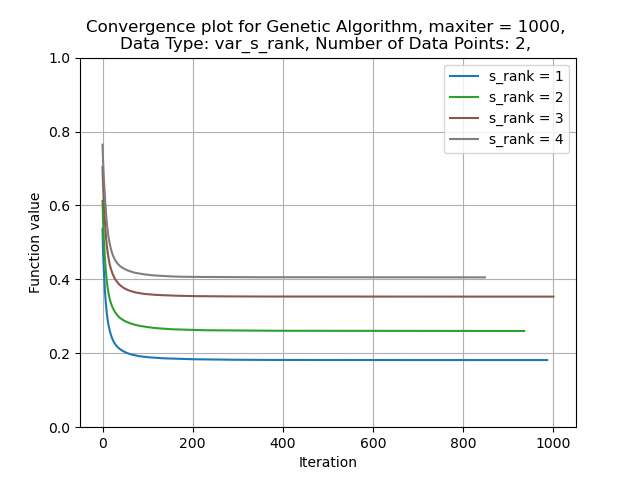 Convergence plot for Genetic Algorithm, maxiter = 1000,
Data Type: var_s_rank, Number of Data Points: 2,
s_rank = 1
s_rank = 2
s_rank = 3
s_rank = 4
Function value
1.0
0.8
0.6
0.4
0.2
0.0
0 200 400 600 800 1000
Iteration